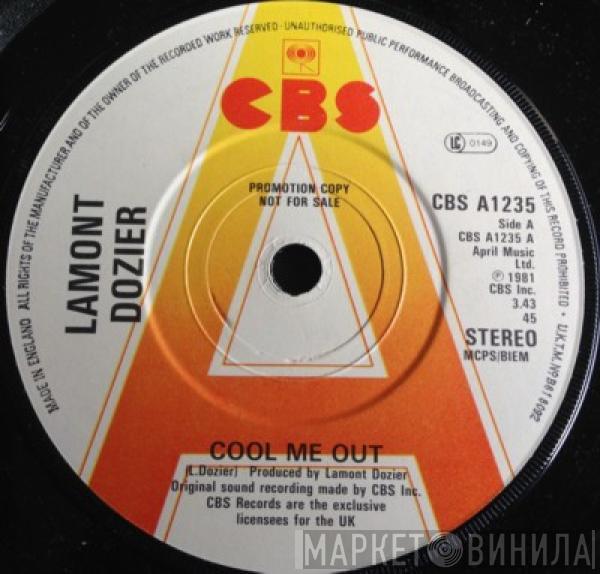 ALL RIGHTS OF THE MANUFACTURER AND OF THE OWNER OF THE RECORDED WORK RESERVED · UNAUTHORISED PUBLIC PERFORMANCE BROADCASTING AND COPYING OF THIS RECORD PROHIBITED · U.K.T.M. Nº B618092
MADE IN ENGLAND
CBS
LC 0149
PROMOTION COPY
NOT FOR SALE
LAMONT
DOZIER
CBS A1235
Side A
CBS A1235 A
April Music
Ltd.
℗ 1981
CBS Inc.
3.43
45
STEREO
MCPS/BIEM
COOL ME OUT
(L.Dozier) Produced by Lamont Dozier
Original sound recording made by CBS Inc.
CBS Records are the exclusive
licensees for the UK
МАРКЕТ ВИНИЛА